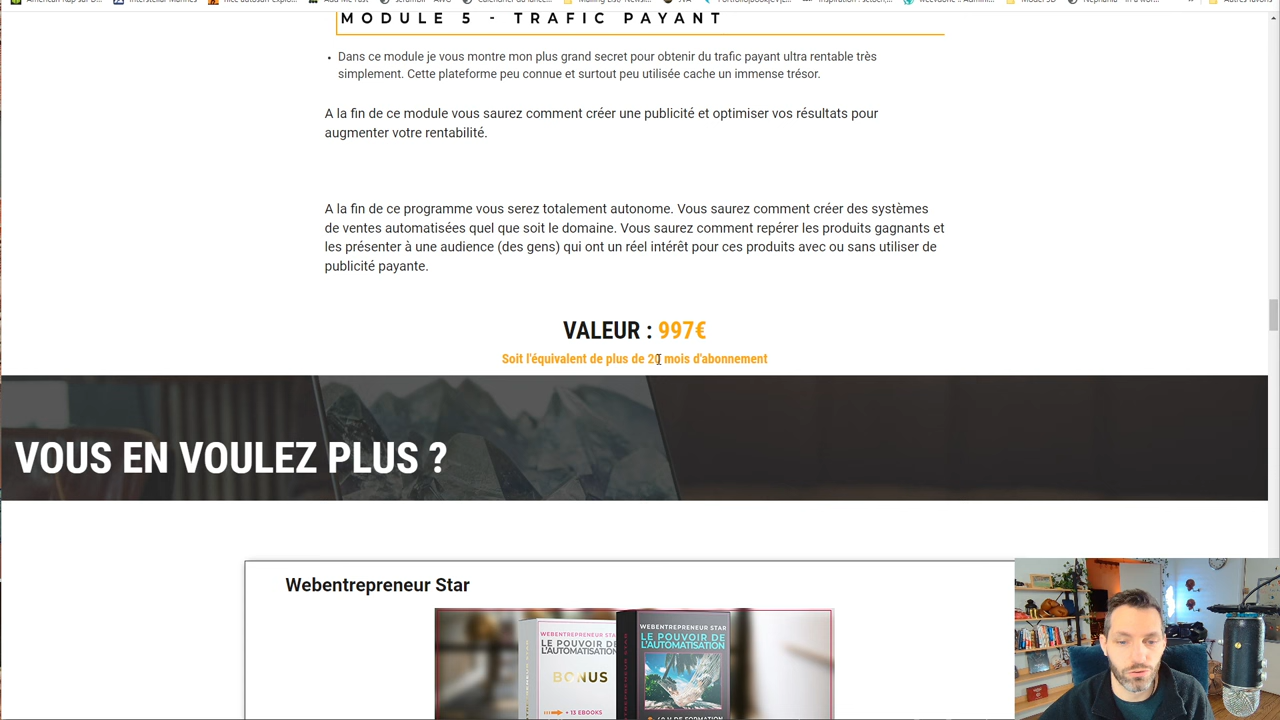 MODULE 5 - TRAFIC PAYANT
• Dans ce module je vous montre mon plus grand secret pour obtenir du trafic payant ultra rentable très
simplement. Cette plateforme peu connue et surtout peu utilisée cache un immense trésor.
A la fin de ce module vous saurez comment créer une publicité et optimiser vos résultats pour
augmenter votre rentabilité.
A la fin de ce programme vous serez totalement autonome. Vous saurez comment créer des systèmes
de ventes automatisées quel que soit le domaine. Vous saurez comment repérer les produits gagnants et
les présenter à une audience (des gens) qui ont un réel intérêt pour ces produits avec ou sans utiliser de
publicité payante.
VALEUR : 997€
Soit l'équivalent de plus de 20 mois d'abonnement
VOUS EN VOULEZ PLUS ?
Webentrepreneur Star
WEBENTREPRENEUR STAR
LE POUVOIR DE
L'AUTOMATISATION
BONUS
+ 13 EBOOKS
WEBENTREPRENEUR STAR
LE POUVOIR DE
L'AUTOMATISATION